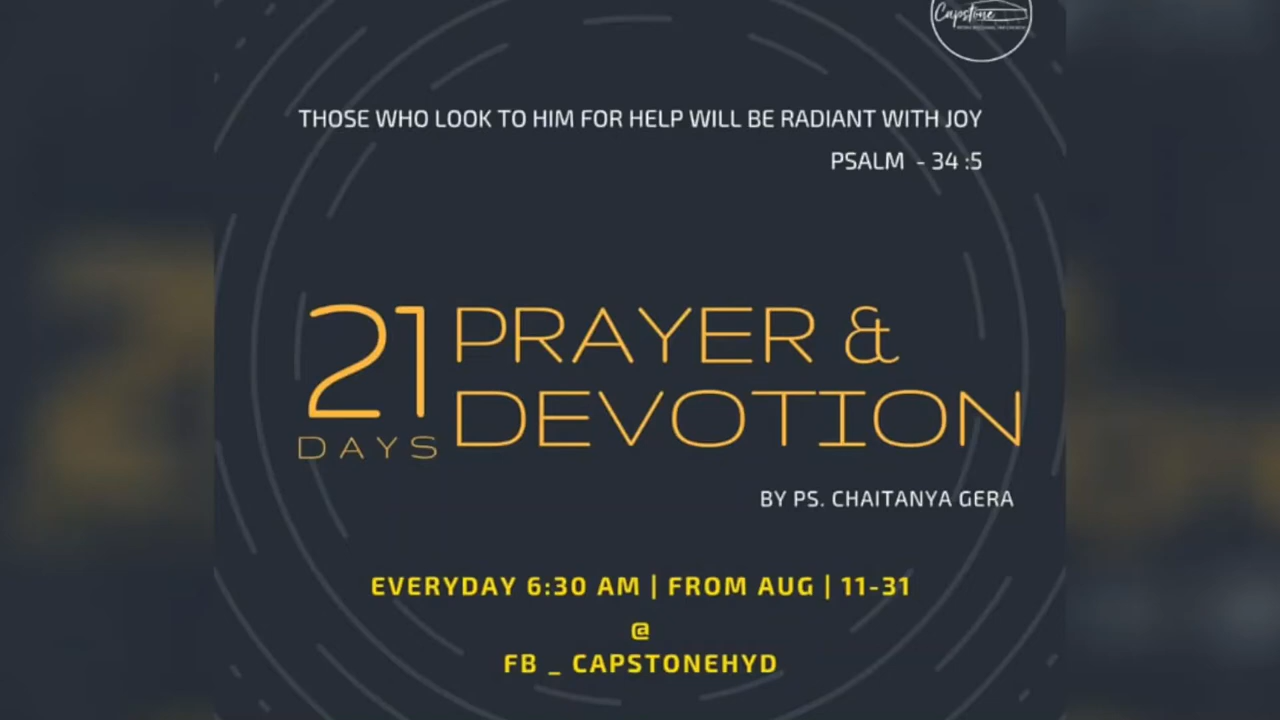 Capstone
THOSE WHO LOOK TO HIM FOR HELP WILL BE RADIANT WITH JOY
PSALM - 34 :5
21
DAYS
PRAYER &
DEVOTION
BY PS. CHAITANYA GERA
EVERYDAY 6:30 AM | FROM AUG | 11-31
@
FB _ CAPSTONEHYD